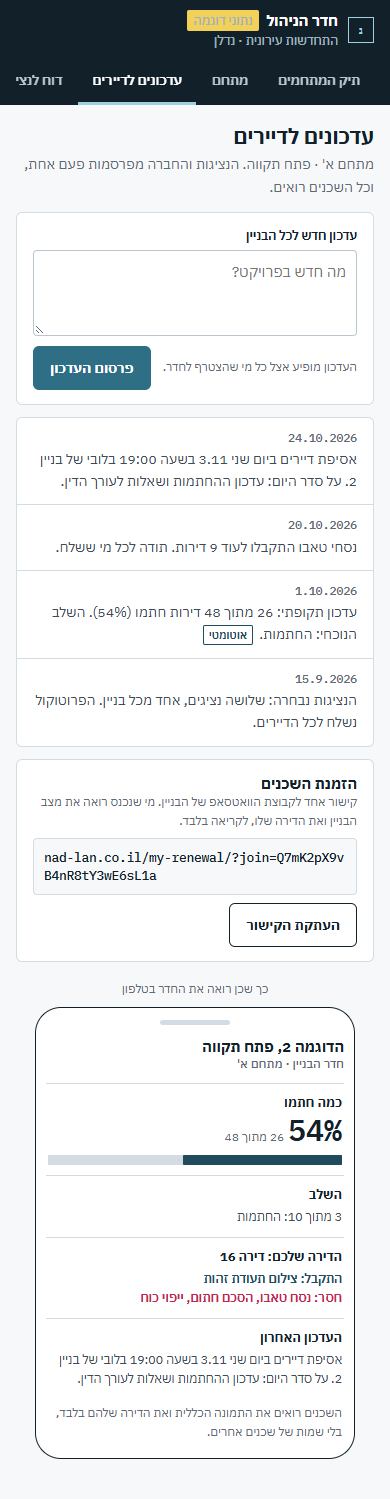 חדר הניהול נתוני דוגמה
התחדשות עירונית · נדלן
ג
תיק המתחמים מתחם עדכונים לדיירים דוח לנצי
עדכונים לדיירים
מתחם א' · פתח תקווה. הנציגות והחברה מפרסמות פעם אחת,
וכל השכנים רואים.
עדכון חדש לכל הבניין
מה חדש בפרויקט?
העדכון מופיע אצל כל מי שהצטרף לחדר.
פרסום העדכון
24.10.2026
אסיפת דיירים ביום שני 3.11 בשעה 19:00 בלובי של בניין
2. על סדר היום: עדכון ההחתמות ושאלות לעורך הדין.
20.10.2026
נסחי טאבו התקבלו לעוד 9 דירות. תודה לכל מי ששלח.
1.10.2026
עדכון תקופתי: 26 מתוך 48 דירות חתמו (54%). השלב
הנוכחי: החתמות. אוטומטי
15.9.2026
הנציגות נבחרה: שלושה נציגים, אחד מכל בניין. הפרוטוקול
נשלח לכל הדיירים.
הזמנת השכנים
קישור אחד לקבוצת הוואטסאפ של הבניין. מי שנכנס רואה את מצב
הבניין ואת הדירה שלו, לקריאה בלבד.
nad-lan.co.il/my-renewal/?join=Q7mK2pX9v
B4nR8tY3wE6sL1a
העתקת הקישור
כך שכן רואה את החדר בטלפון
הדוגמה 2, פתח תקווה
חדר הבניין · מתחם א'
כמה חתמו
54% 26 מתוך 48
השלב
3 מתוך 10: החתמות
הדירה שלכם: דירה 16
התקבל: צילום תעודת זהות
חסר: נסח טאבו, הסכם חתום, ייפוי כוח
העדכון האחרון
אסיפת דיירים ביום שני 3.11 בשעה 19:00 בלובי של בניין
2. על סדר היום: עדכון ההחתמות ושאלות לעורך הדין.
השכנים רואים את התמונה הכללית ואת הדירה שלהם בלבד,
בלי שמות של שכנים אחרים.